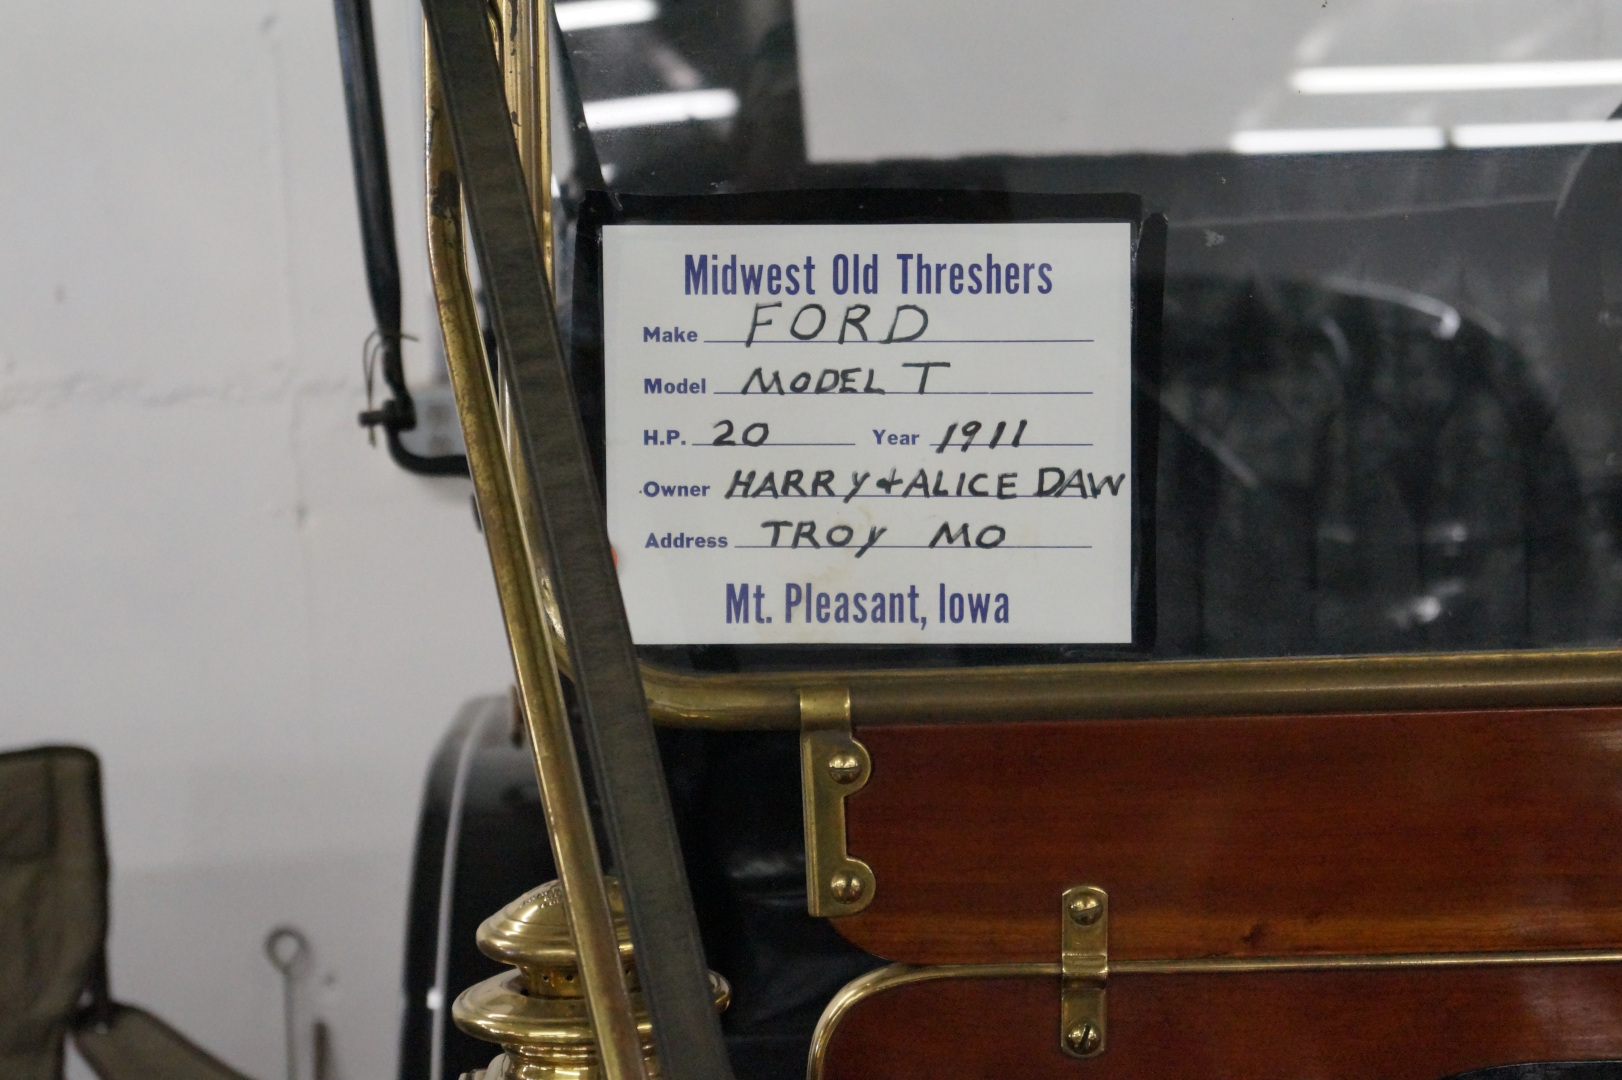 Midwest Old Threshers
Make FORD
Model MODEL T
H.P. 20 Year 1911
Owner HARRY + ALICE DAW
Address TROY MO
Mt. Pleasant, Iowa